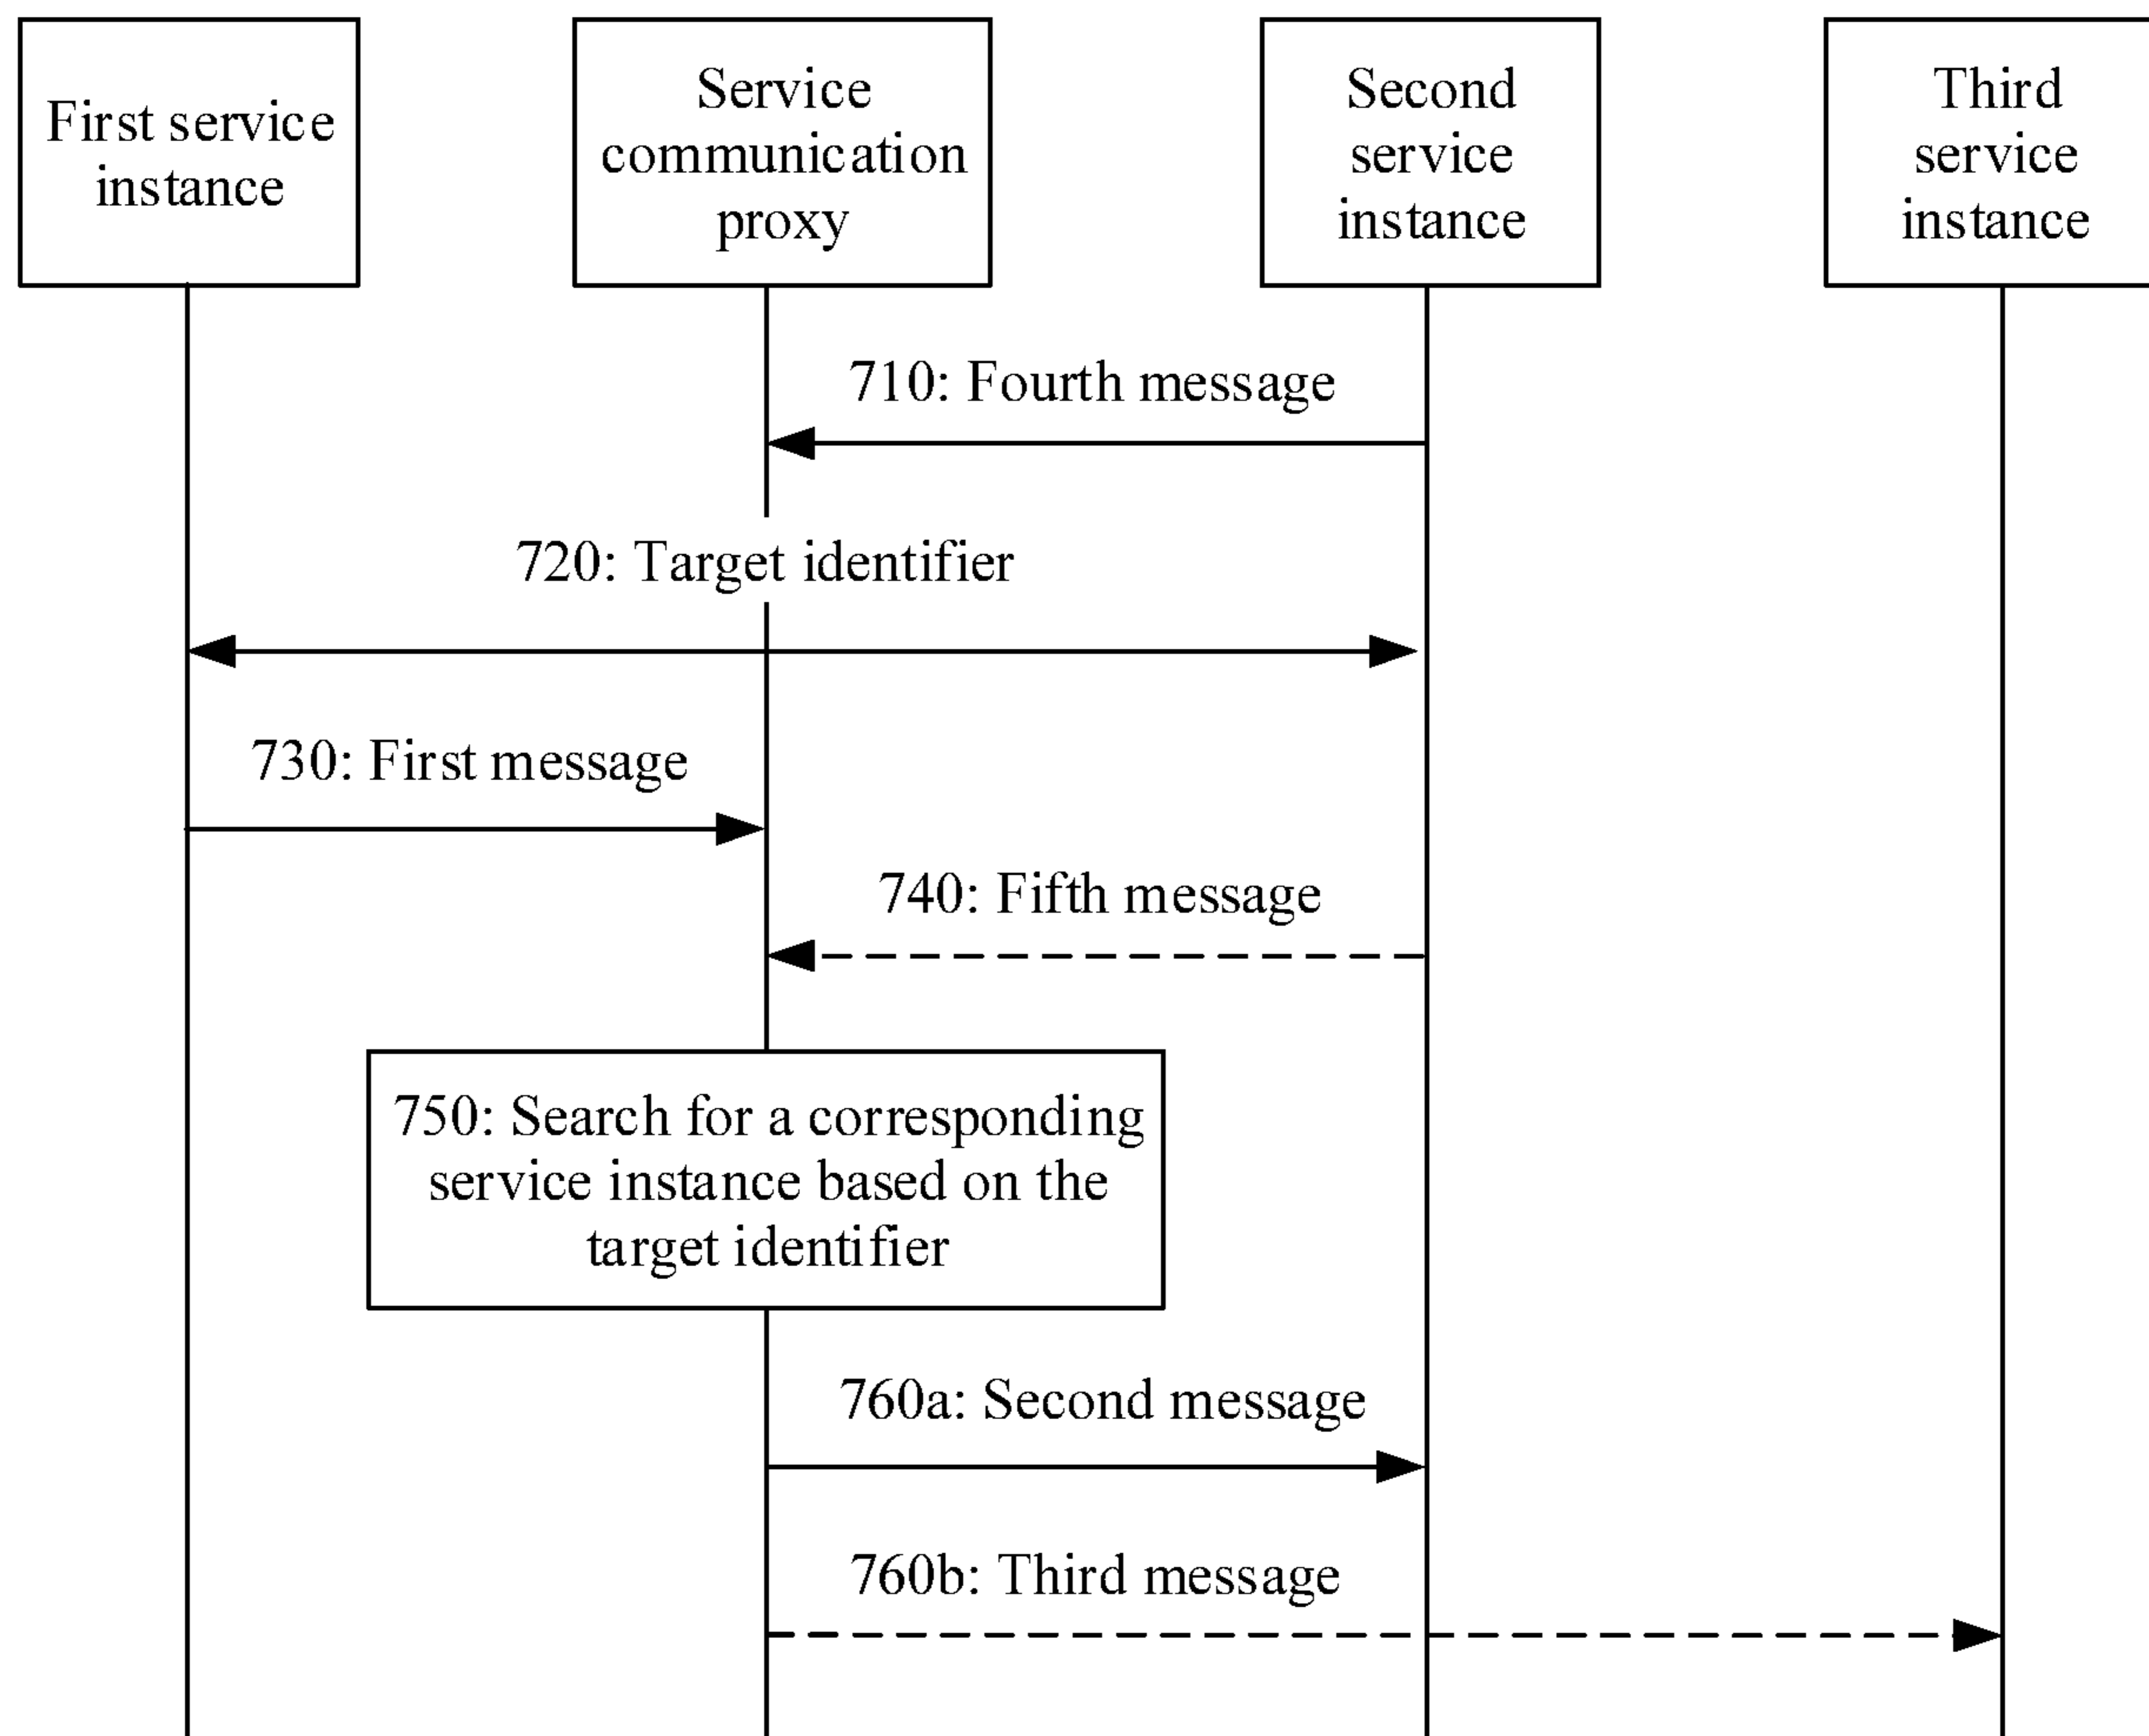 First service
instance
Service
communication
proxy
Second
service
instance
Third
service
instance
710: Fourth message
720: Target identifier
730: First message
740: Fifth message
750: Search for a corresponding
service instance based on the
target identifier
760a: Second message
760b: Third message